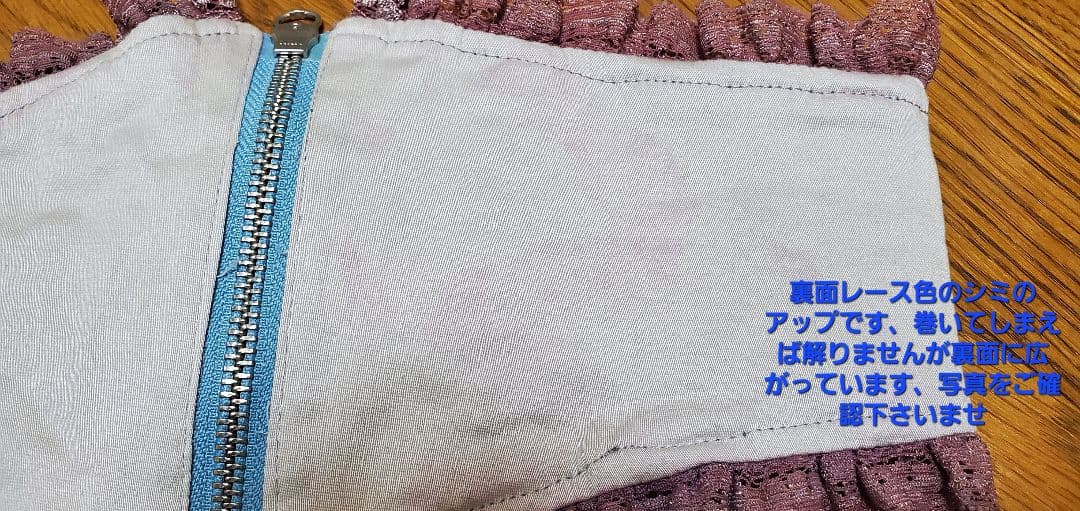 裏面レース色のシミの
アップです、巻いてしまえ
ば解りませんが裏面に広
がっています、写真をご確
認下さいませ